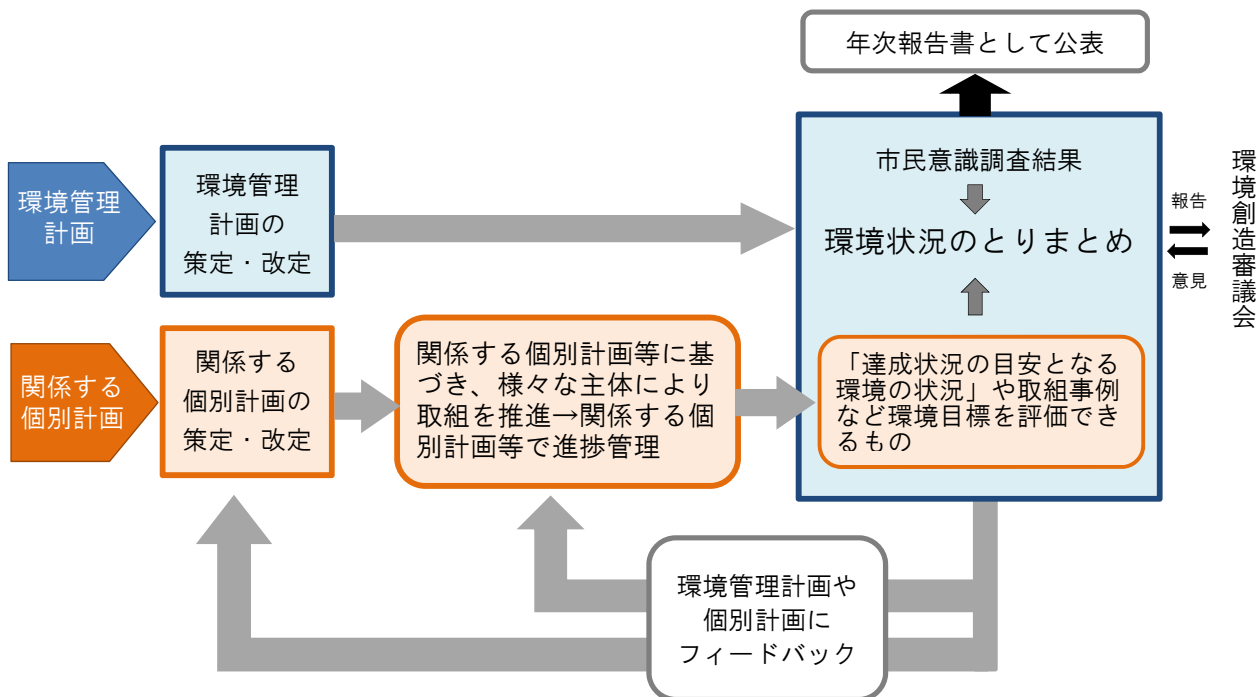 年次報告書として公表
環境管理
計画
環境管理
計画の
策定・改定
市民意識調査結果
環境状況のとりまとめ
報告
意見
環境創造審議会
関係する
個別計画
関係する
個別計画の
策定・改定
関係する個別計画等に基
づき、様々な主体により
取組を推進→関係する個
別計画等で進捗管理
「達成状況の目安となる
環境の状況」や取組事例
など環境目標を評価でき
るもの
環境管理計画や
個別計画に
フィードバック